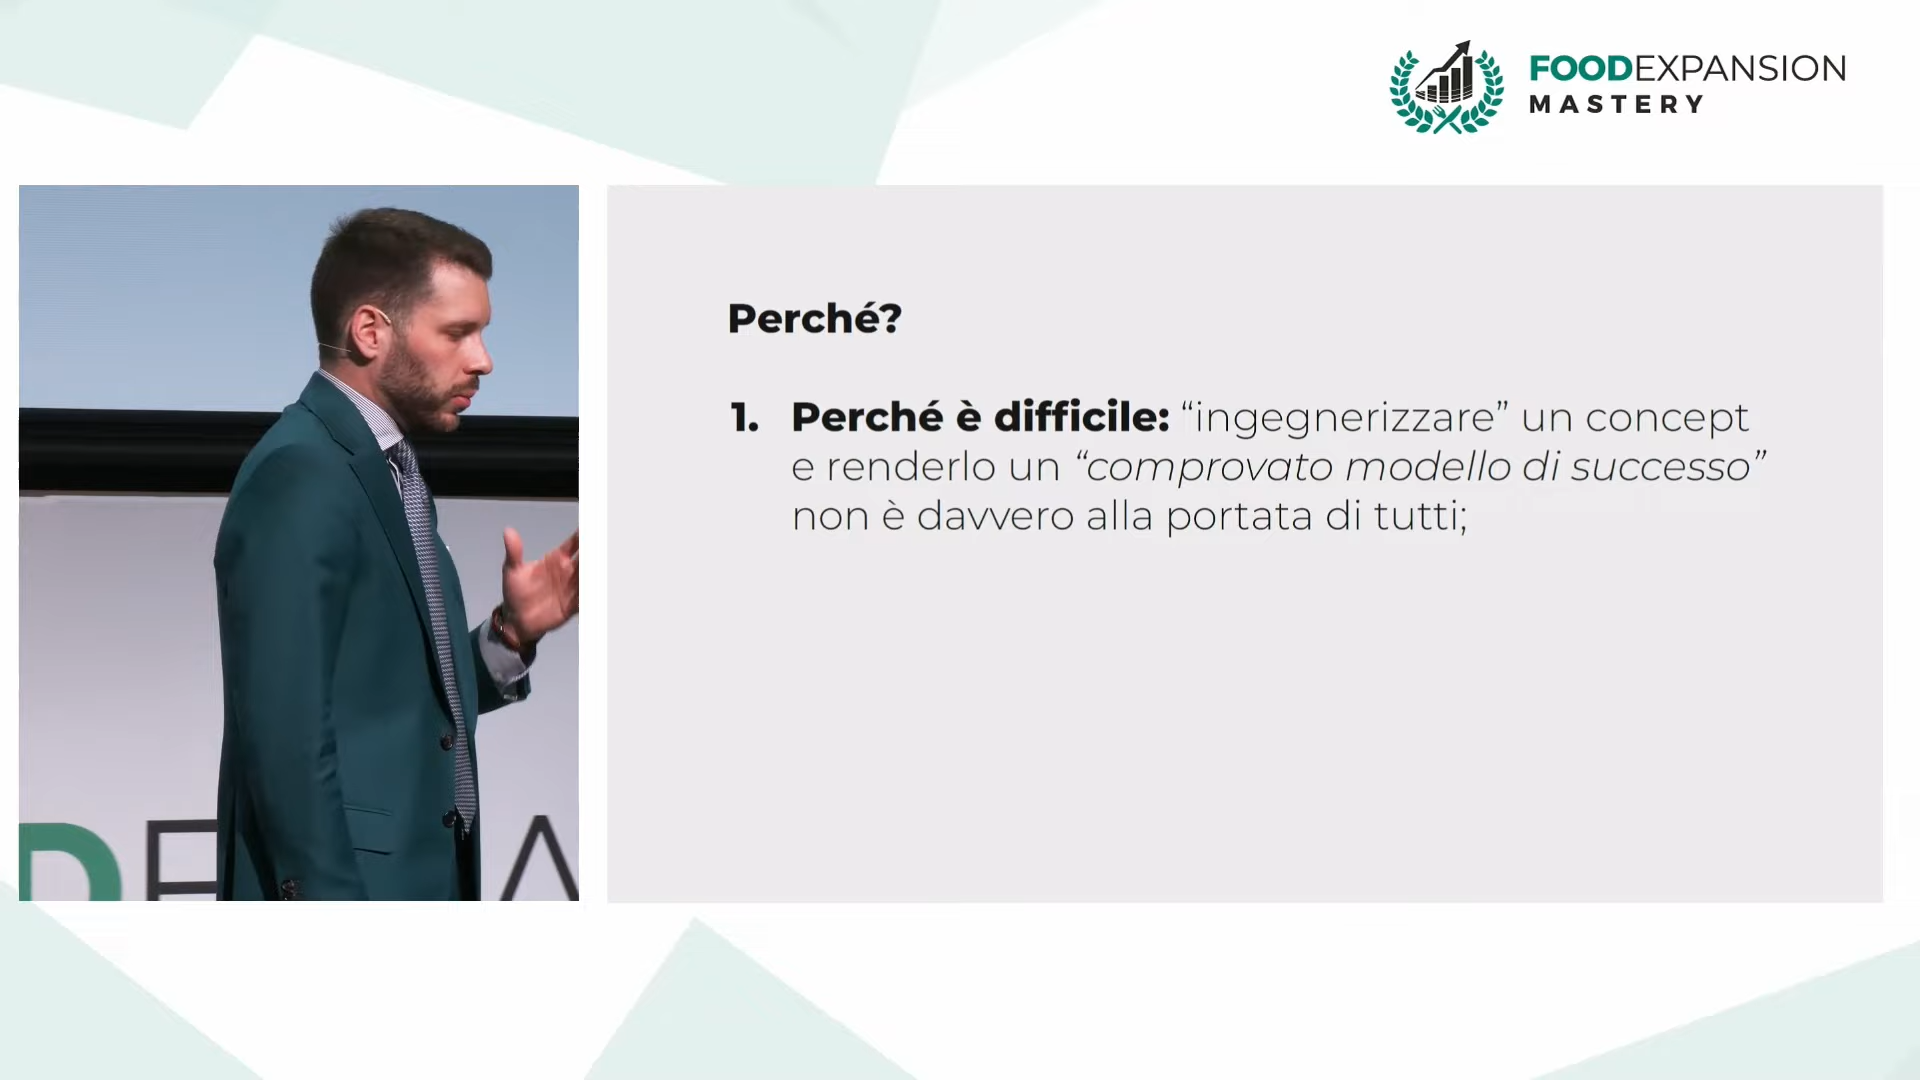 FOODEXPANSION
MASTERY
Perché?
1. Perché è difficile: “ingegnerizzare” un concept
e renderlo un “comprovato modello di successo”
non è davvero alla portata di tutti;